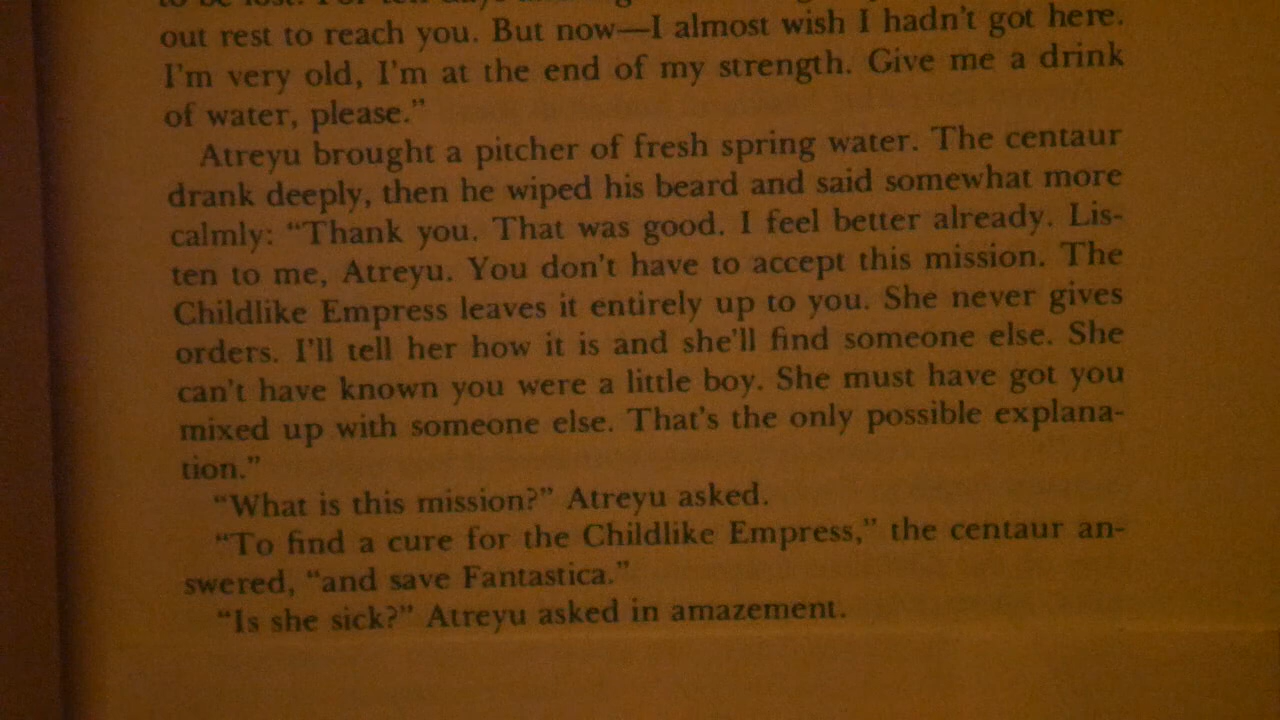 out rest to reach you. But now—I almost wish I hadn't got here.
I'm very old, I'm at the end of my strength. Give me a drink
of water, please.”
Atreyu brought a pitcher of fresh spring water. The centaur
drank deeply, then he wiped his beard and said somewhat more
calmly: “Thank you. That was good. I feel better already. Lis-
ten to me, Atreyu. You don't have to accept this mission. The
Childlike Empress leaves it entirely up to you. She never gives
orders. I'll tell her how it is and she'll find someone else. She
can't have known you were a little boy. She must have got you
mixed up with someone else. That's the only possible explana-
tion.”
“What is this mission?” Atreyu asked.
“To find a cure for the Childlike Empress,” the centaur an-
swered, “and save Fantastica.”
“Is she sick?” Atreyu asked in amazement.